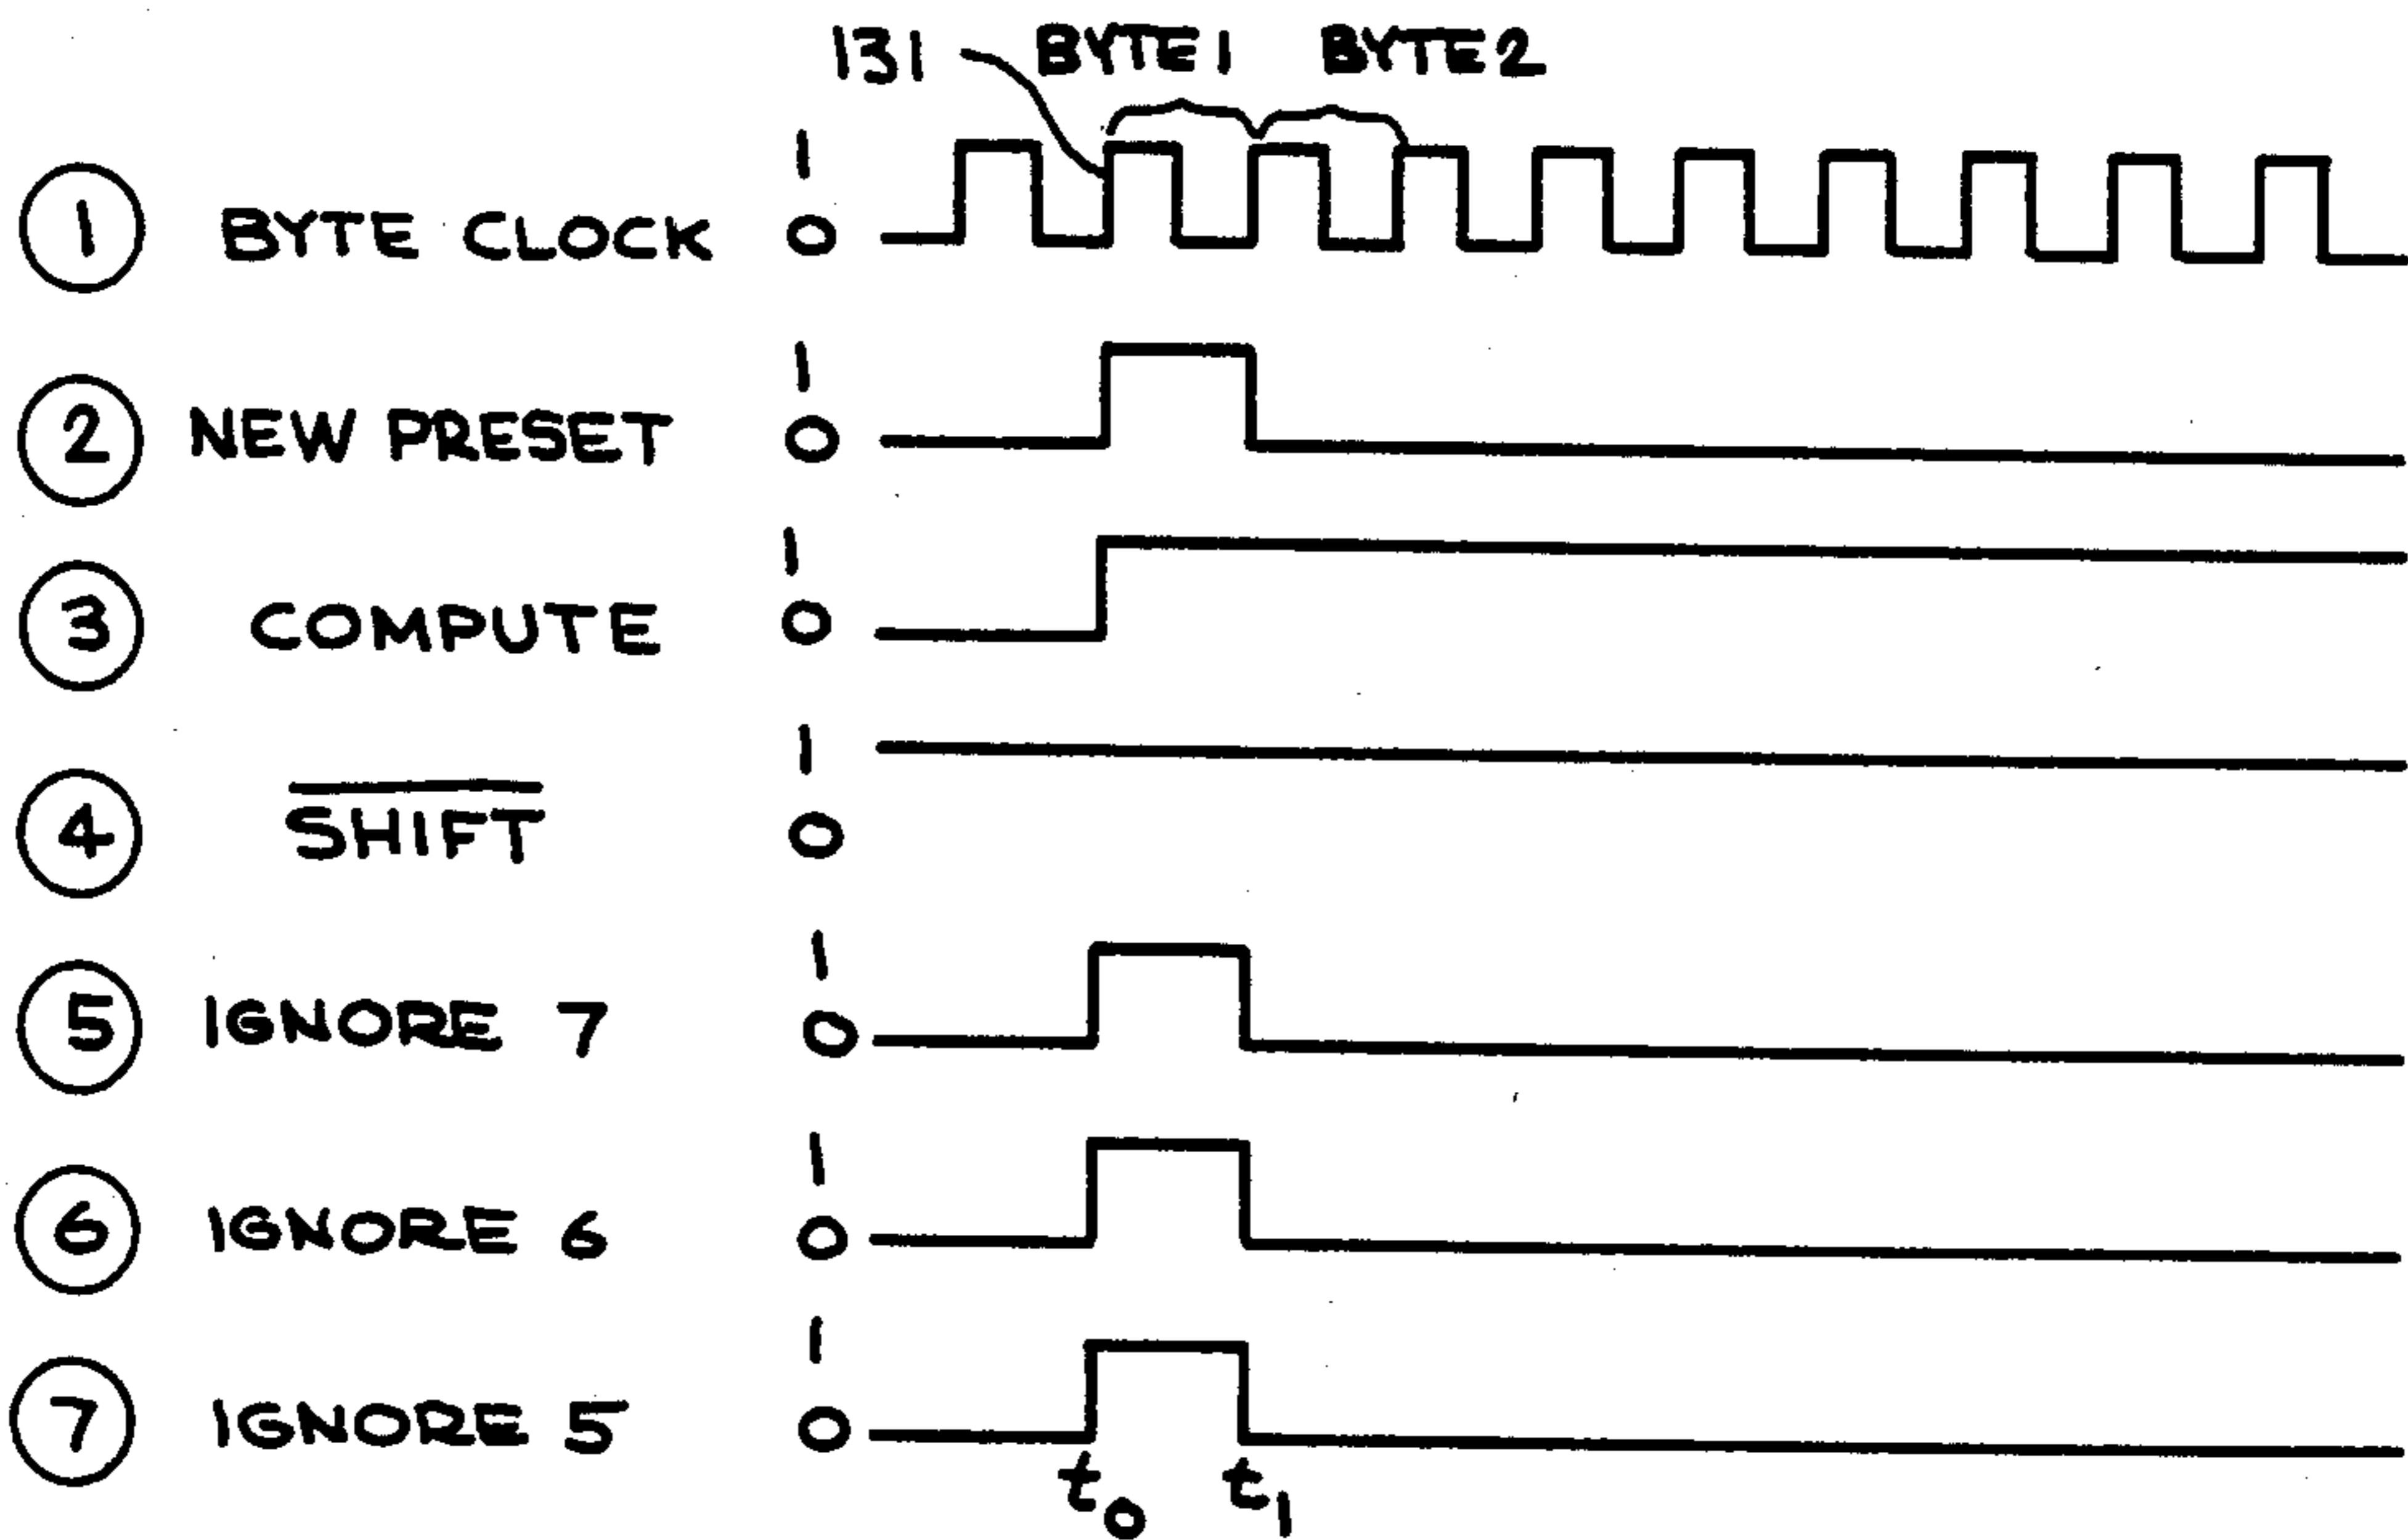 131 BYTE 1 BYTE 2
1
1 BYTE CLOCK 0
1
2 NEW PRESET 0
1
3 COMPUTE 0
1
4 SHIFT 0
1
5 IGNORE 7 0
1
6 IGNORE 6 0
1
7 IGNORE 5 0
t0 t1